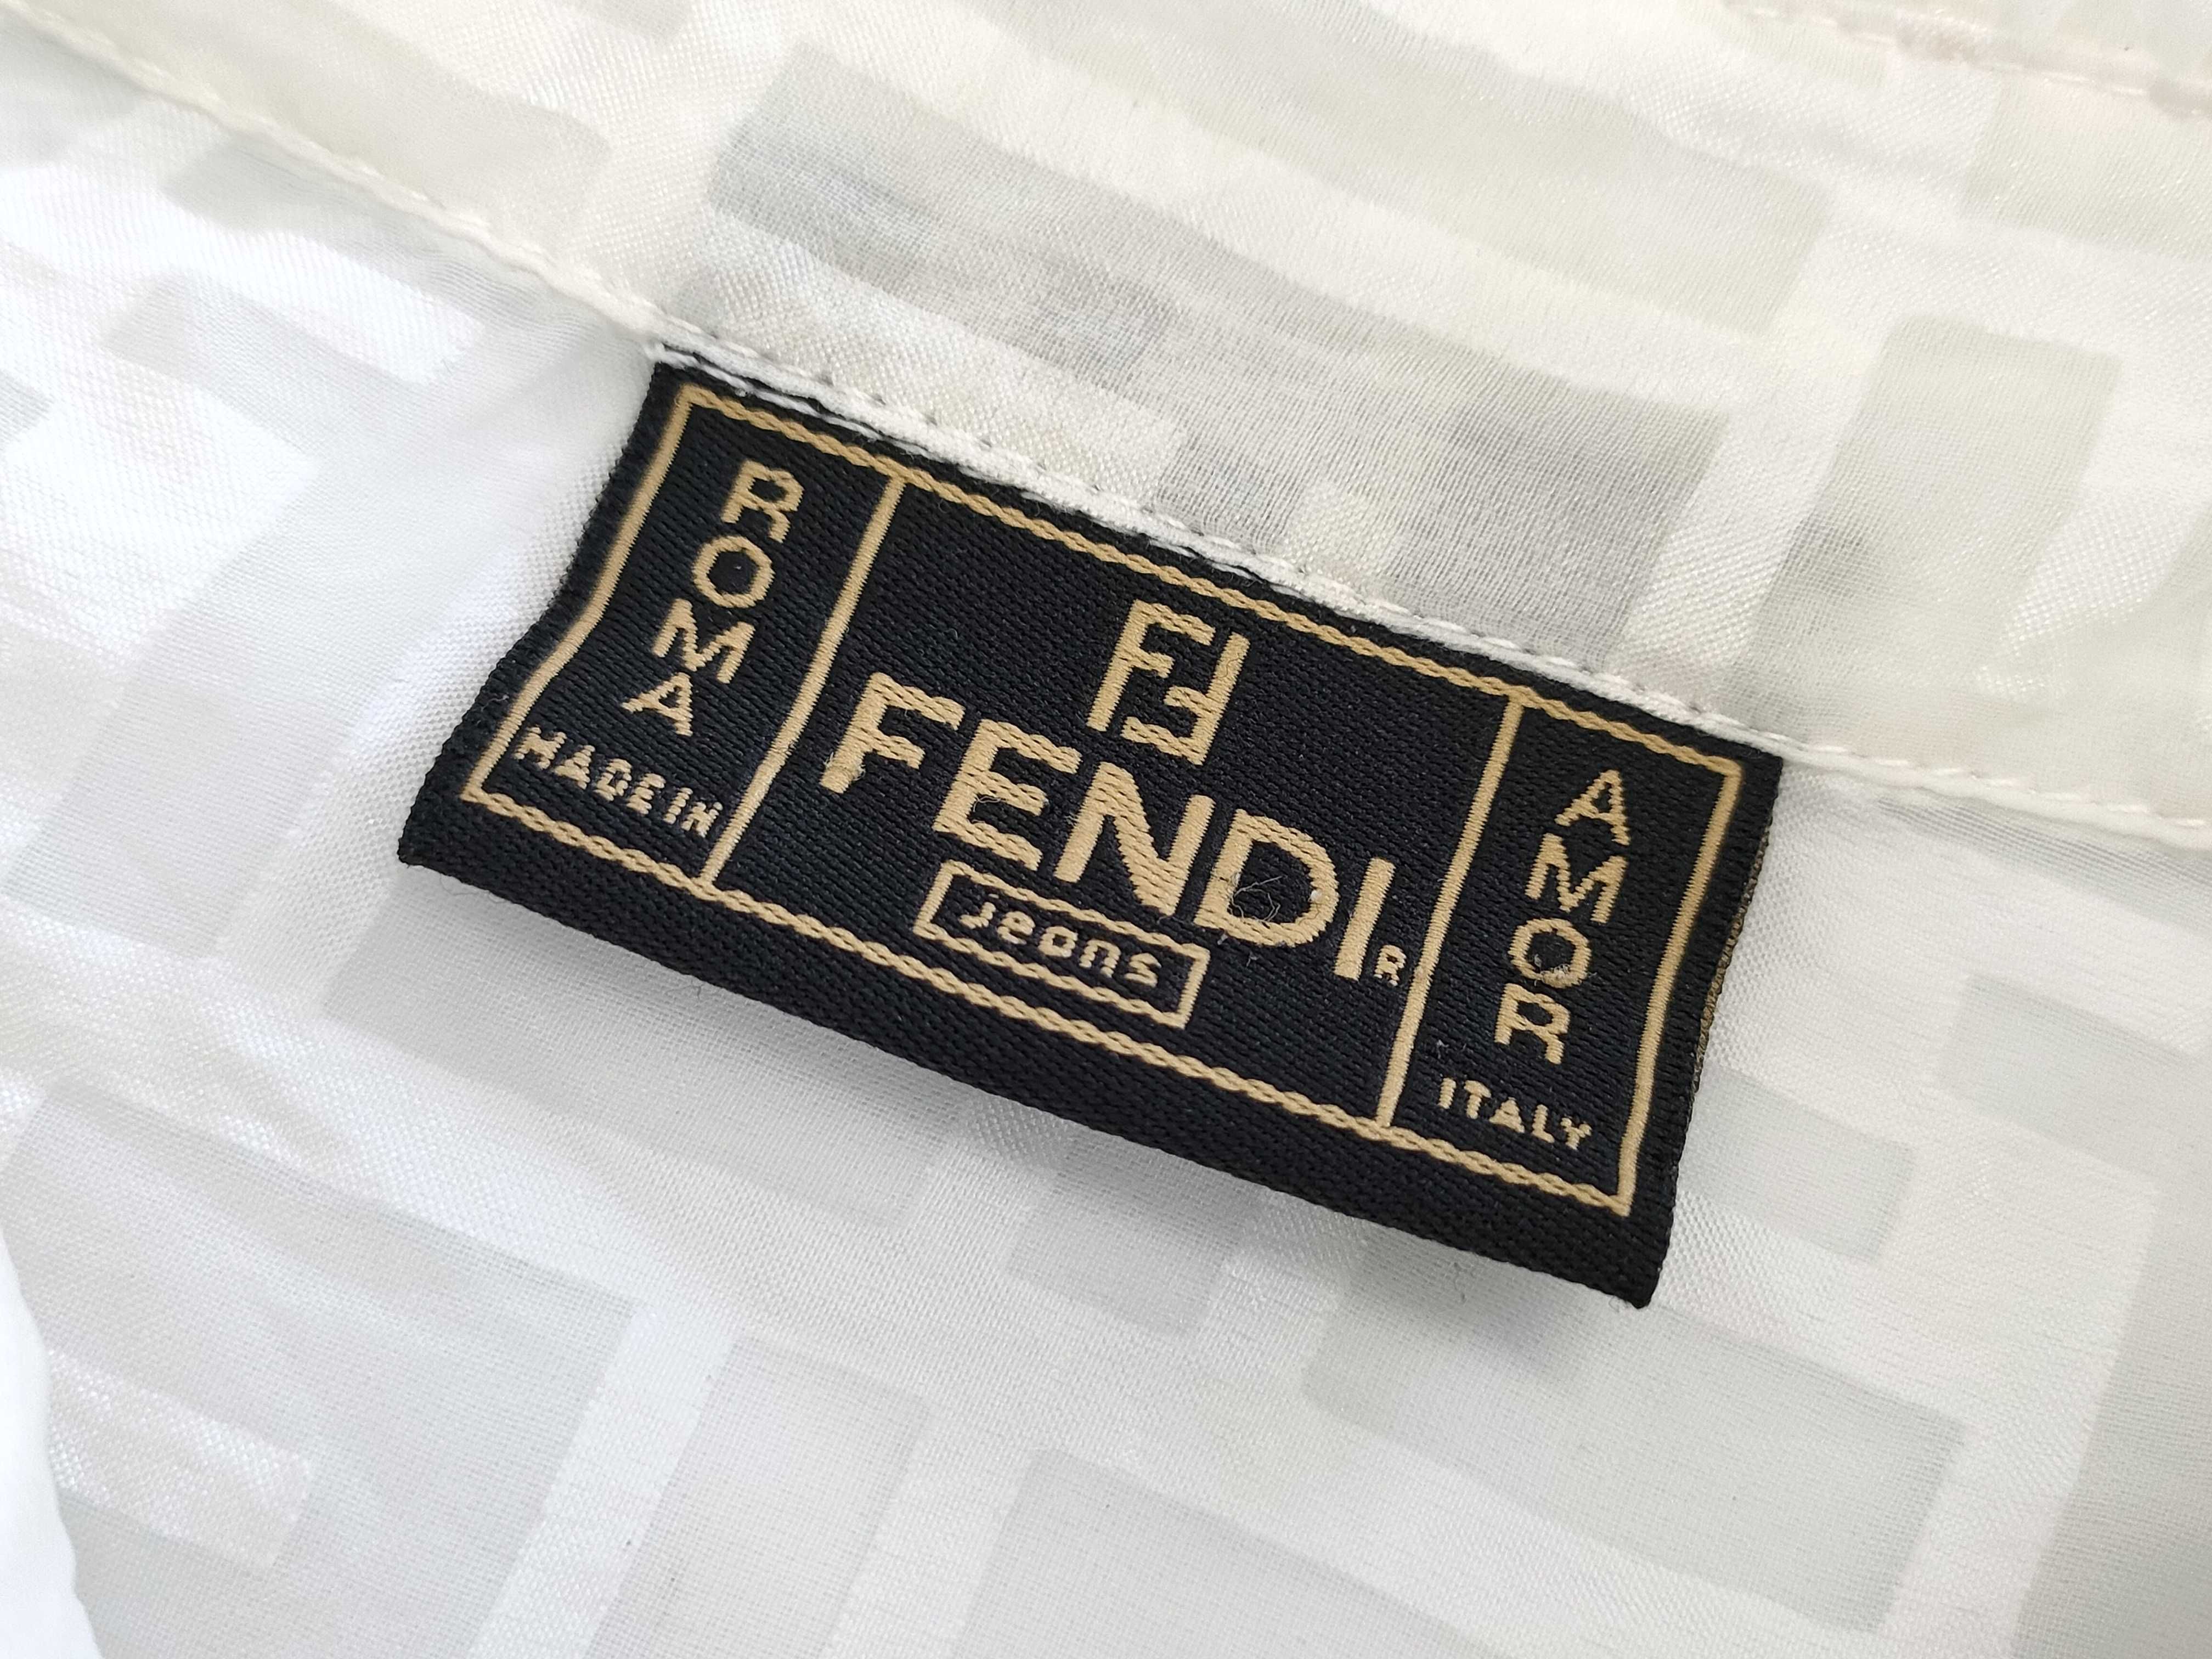 ROMA
MADE IN
FF
FENDI R
Jeans
AMOR
ITALY